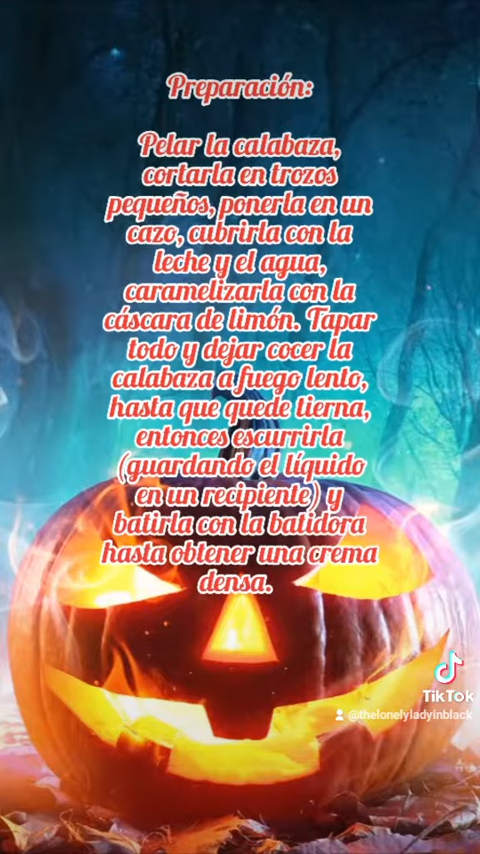 Preparación:
Pelar la calabaza,
cortarla en trozos
pequeños, ponerla en un
cazo, cubrirla con la
leche y el agua,
caramelizarla con la
cáscara de limón. Tapar
todo y dejar cocer la
calabaza a fuego lento,
hasta que quede tierna,
entonces escurrirla
(guardando el líquido
en un recipiente) y
batirla con la batidora
hasta obtener una crema
densa.
TikTok
@thelonelyladyinblack